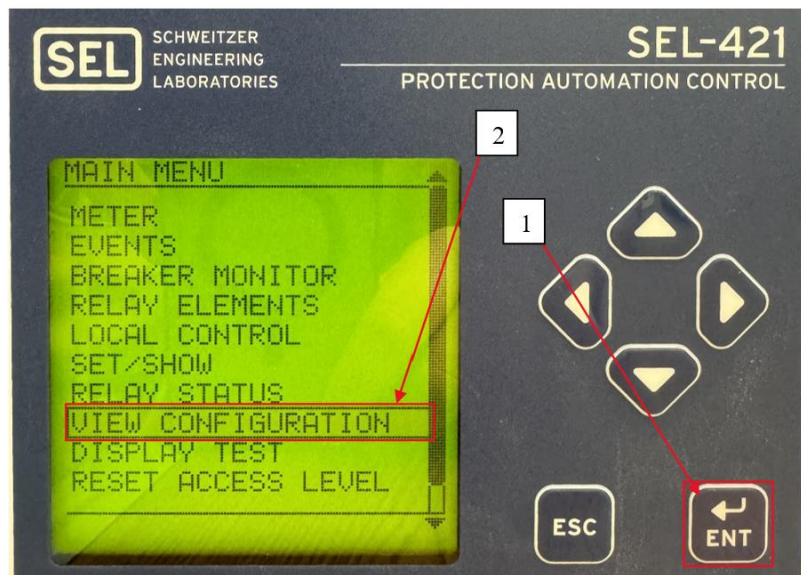 SEL
SCHWEITZER
ENGINEERING
LABORATORIES
SEL-421
PROTECTION AUTOMATION CONTROL
2
MAIN MENU
METER
EVENTS
BREAKER MONITOR
RELAY ELEMENTS
LOCAL CONTROL
SET/SHOW
RELAY STATUS
VIEW CONFIGURATION
DISPLAY TEST
RESET ACCESS LEVEL
1
ESC
ENT